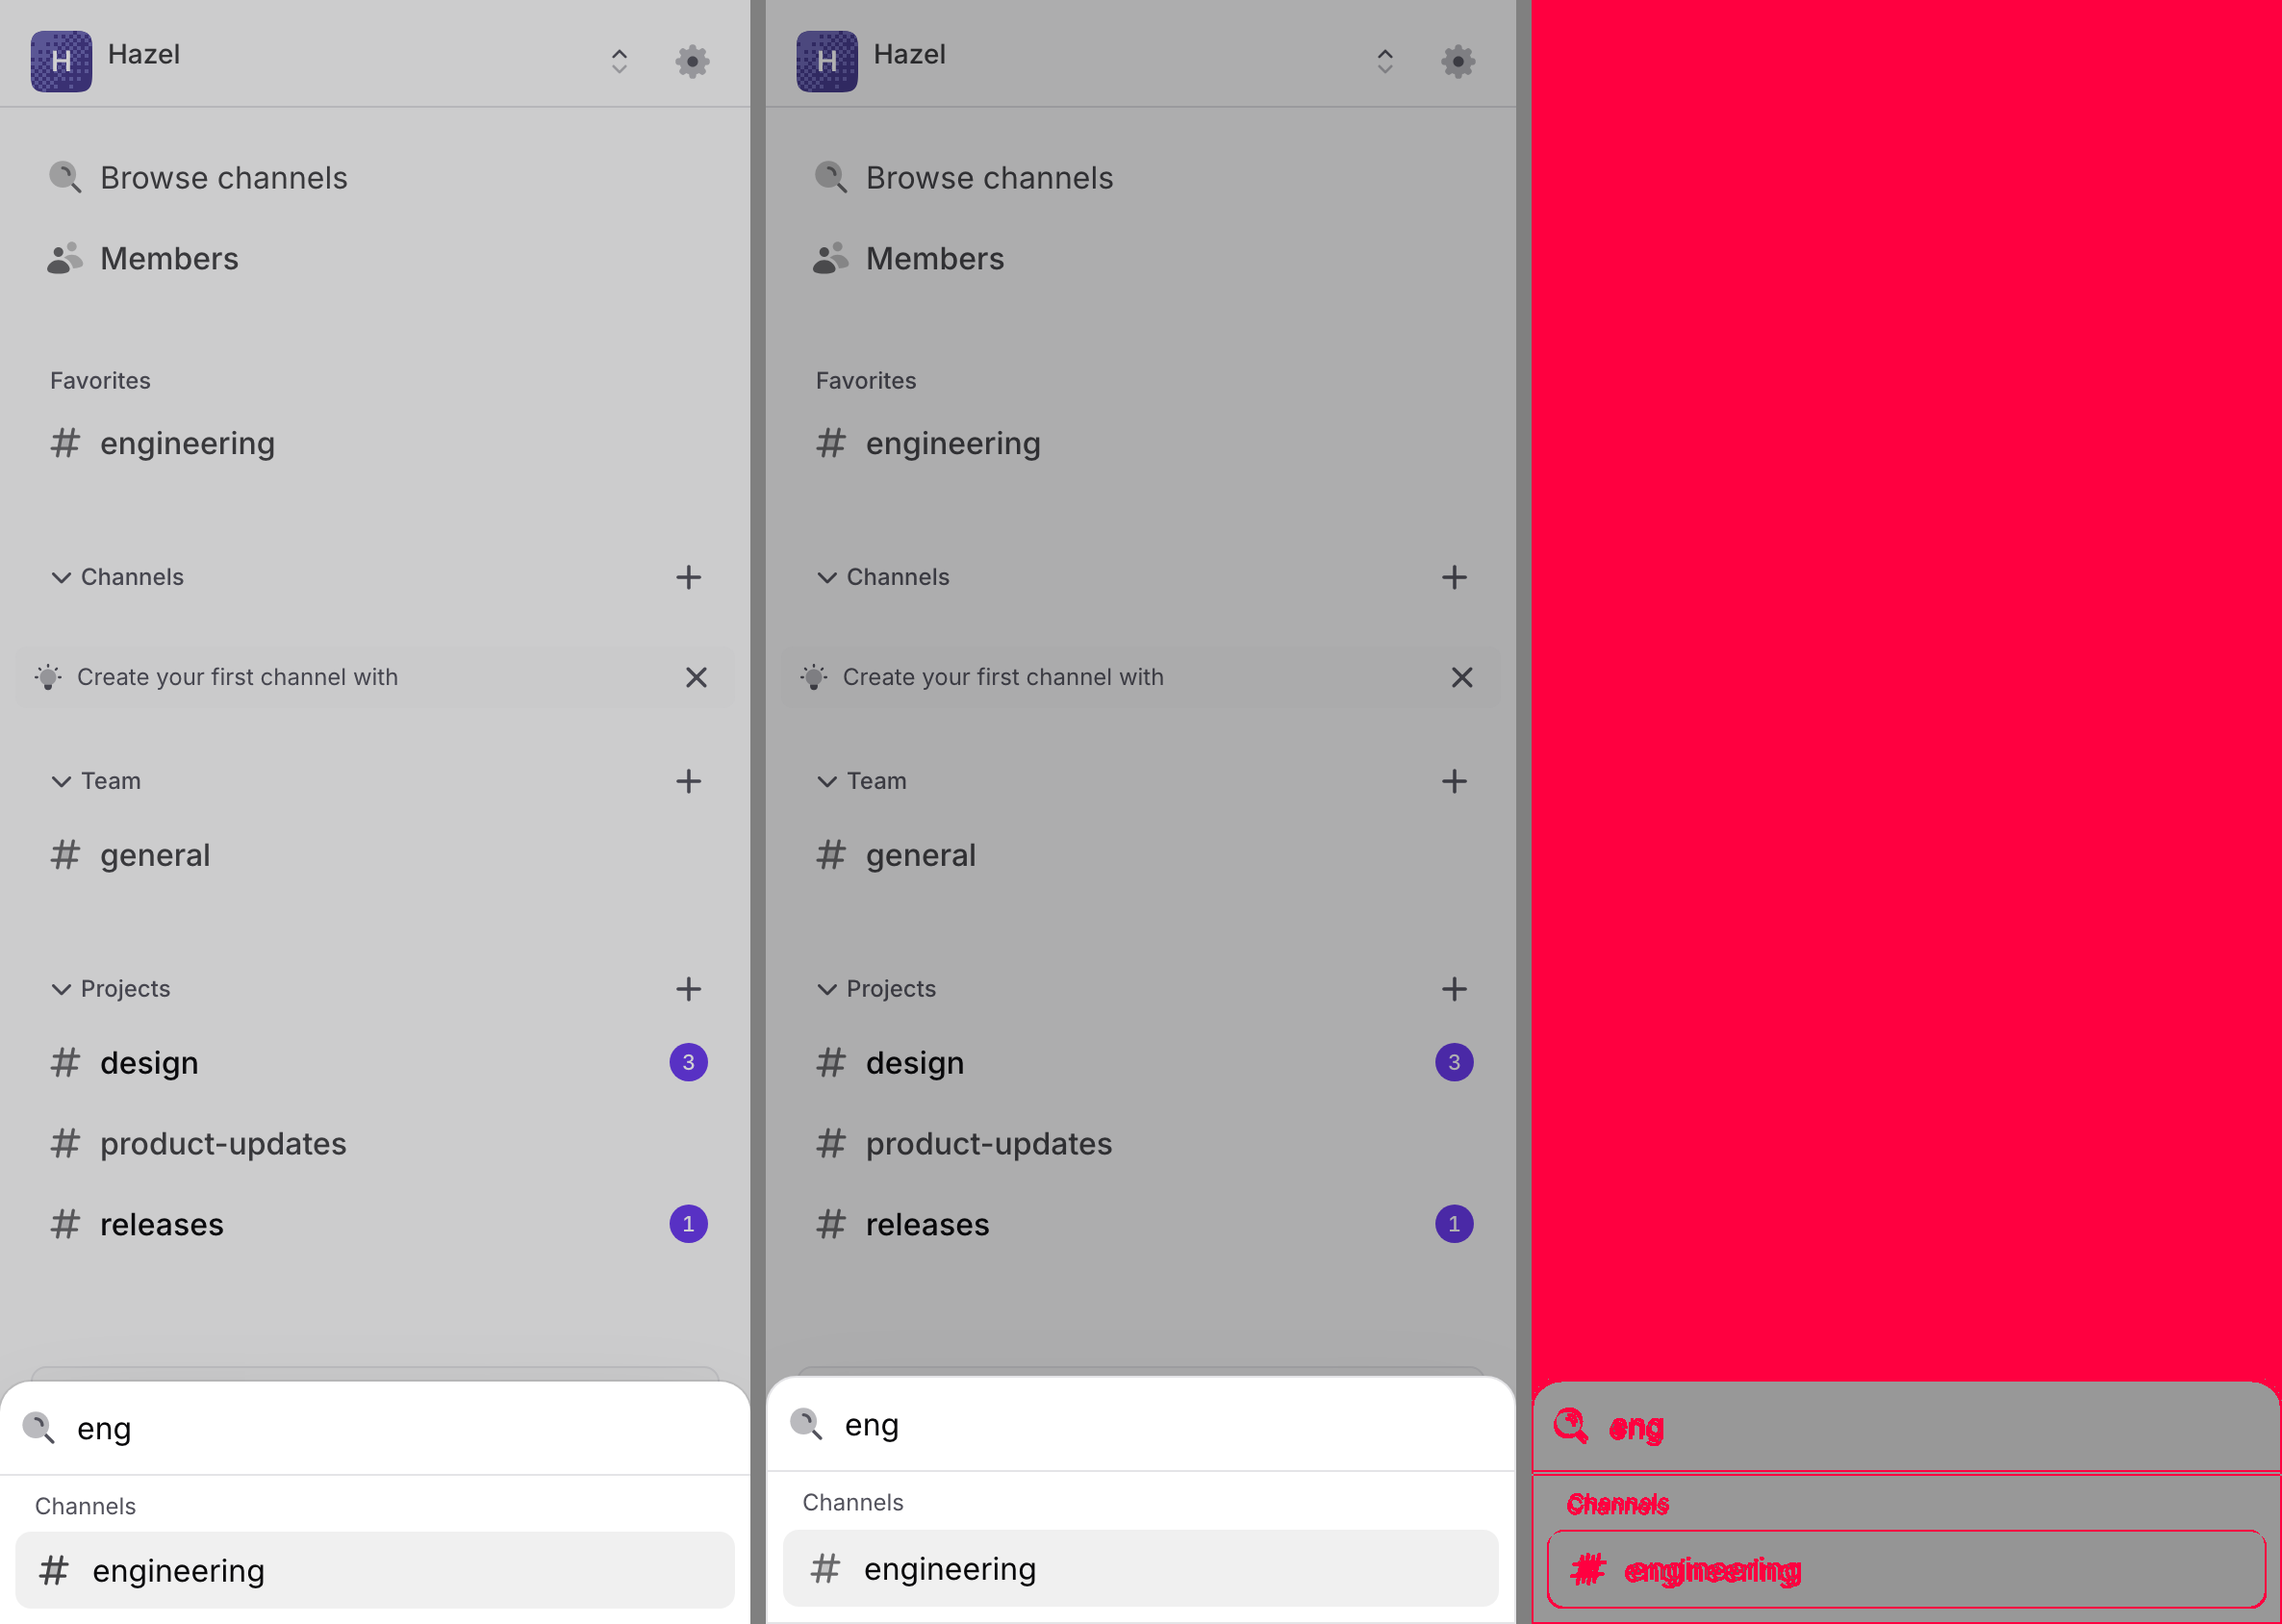 H Hazel
Browse channels
Members
Favorites
# engineering
Channels
Create your first channel with
Team
# general
Projects
# design 3
# product-updates
# releases 1
eng
Channels
# engineering
H Hazel
Browse channels
Members
Favorites
# engineering
Channels
Create your first channel with
Team
# general
Projects
# design 3
# product-updates
# releases 1
eng
Channels
# engineering
eng
Channels
# engineering